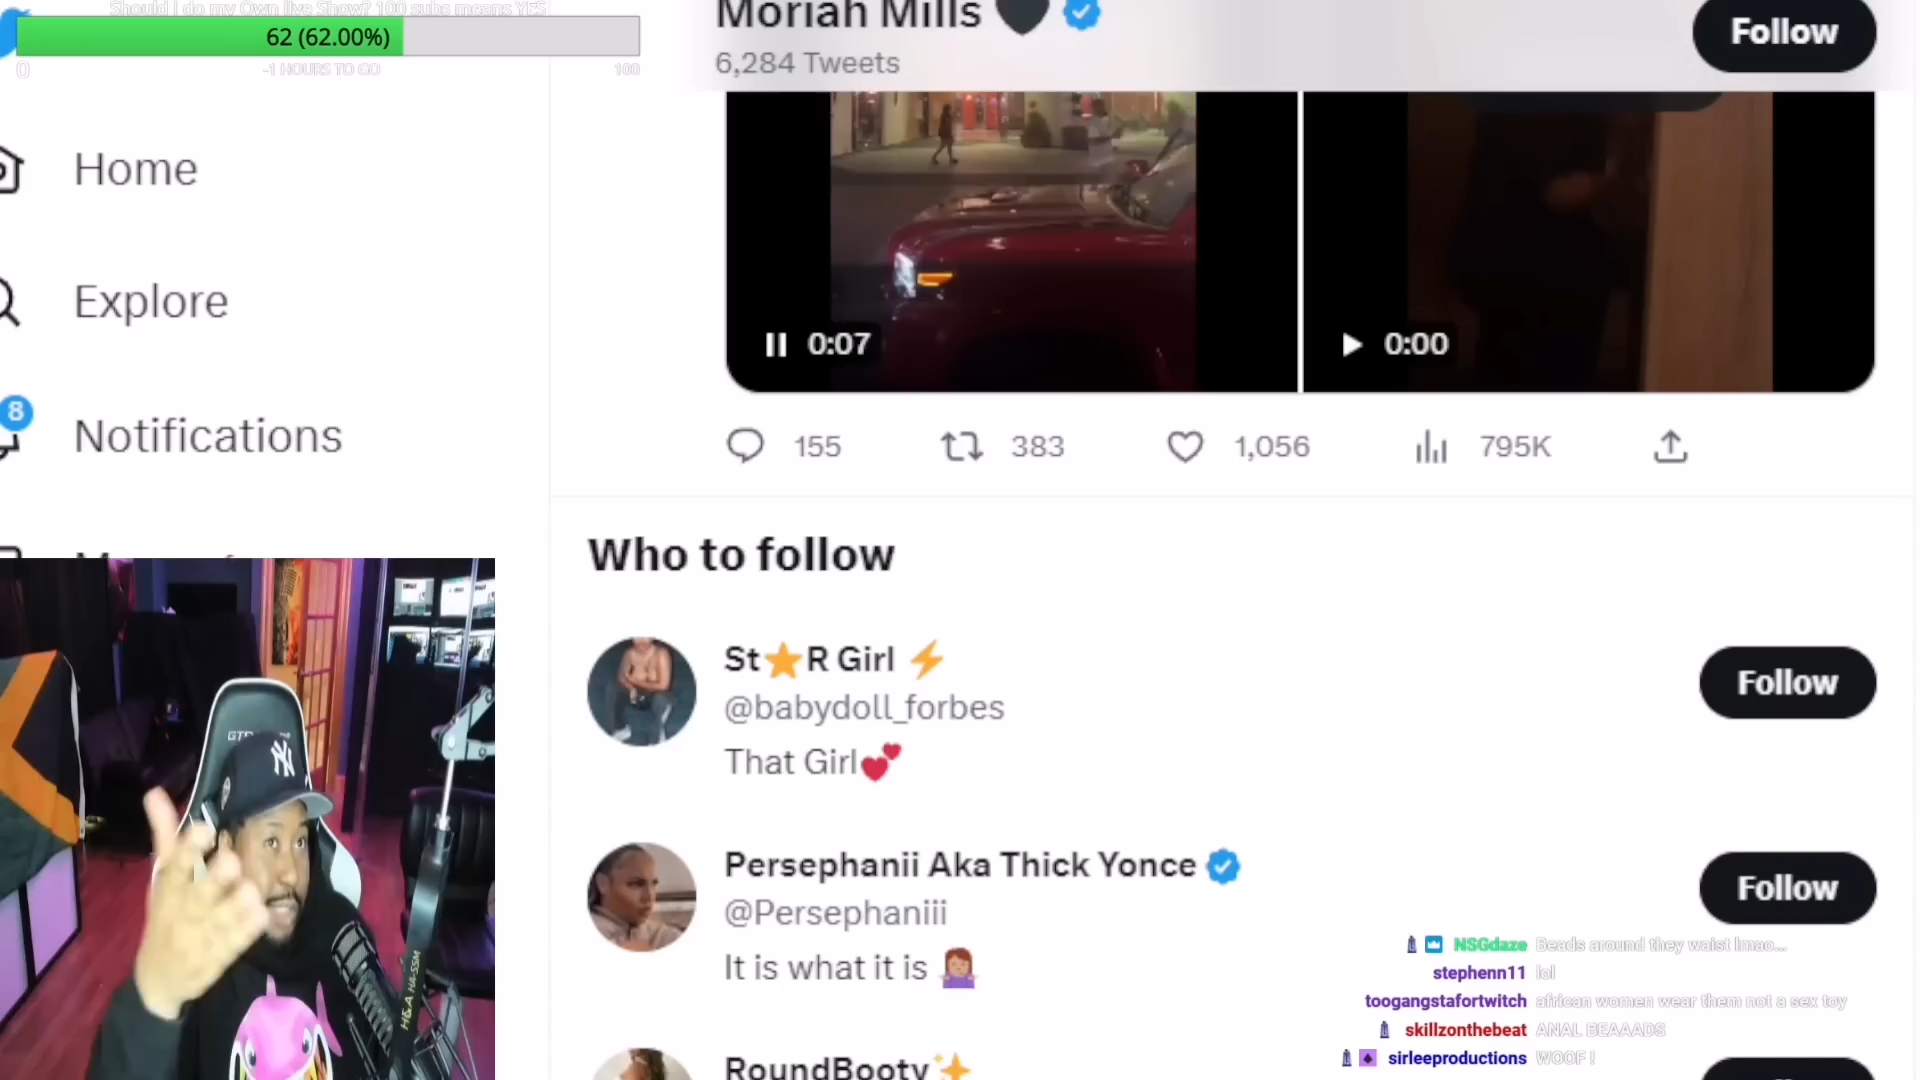 Should I do my Own live Show? 100 subs means YES
62 (62.00%)
0
-1 HOURS TO GO
100
Moriah Mills
6,284 Tweets
Follow
Home
Explore
8
Notifications
0:07
0:00
155
383
1,056
795K
Who to follow
St⭐R Girl ⚡
@babydoll_forbes
That Girl💕
Follow
Persephanii Aka Thick Yonce
@Persephaniii
It is what it is
Follow
RoundBooty✨
NSGdaze Beads around they waist lmao...
stephenn11 lol
toogangstafortwitch african women wear them not a sex toy
skillzonthebeat ANAL BEAAADS
sirleeproductions WOOF !
NY
H&A HA-SSM